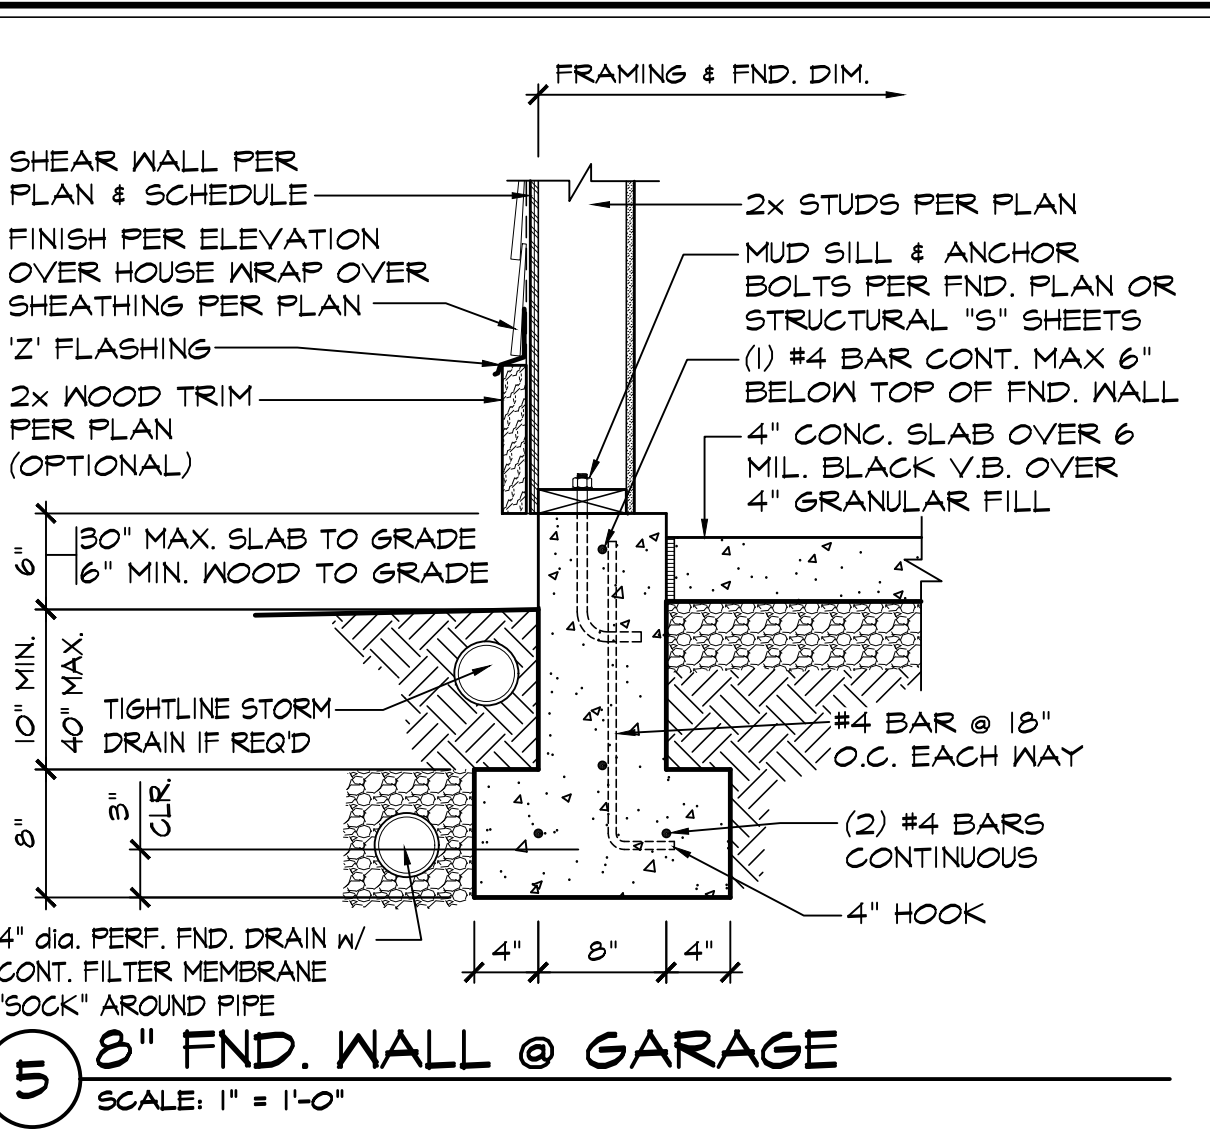 FRAMING & FND. DIM.
SHEAR WALL PER
PLAN & SCHEDULE
FINISH PER ELEVATION
OVER HOUSE WRAP OVER
SHEATHING PER PLAN
'Z' FLASHING
2x WOOD TRIM
PER PLAN
(OPTIONAL)
2x STUDS PER PLAN
MUD SILL & ANCHOR
BOLTS PER FND. PLAN OR
STRUCTURAL "S" SHEETS
(1) #4 BAR CONT. MAX 6"
BELOW TOP OF FND. WALL
4" CONC. SLAB OVER 6
MIL. BLACK V.B. OVER
4" GRANULAR FILL
6"
30" MAX. SLAB TO GRADE
6" MIN. WOOD TO GRADE
10" MIN.
40" MAX.
TIGHTLINE STORM
DRAIN IF REQ'D
#4 BAR @ 18"
O.C. EACH WAY
8"
3"
CLR.
(2) #4 BARS
CONTINUOUS
4" HOOK
4" dia. PERF. FND. DRAIN w/
CONT. FILTER MEMBRANE
"SOCK" AROUND PIPE
4"
8"
4"
5
8" FND. WALL @ GARAGE
SCALE: 1" = 1'-0"